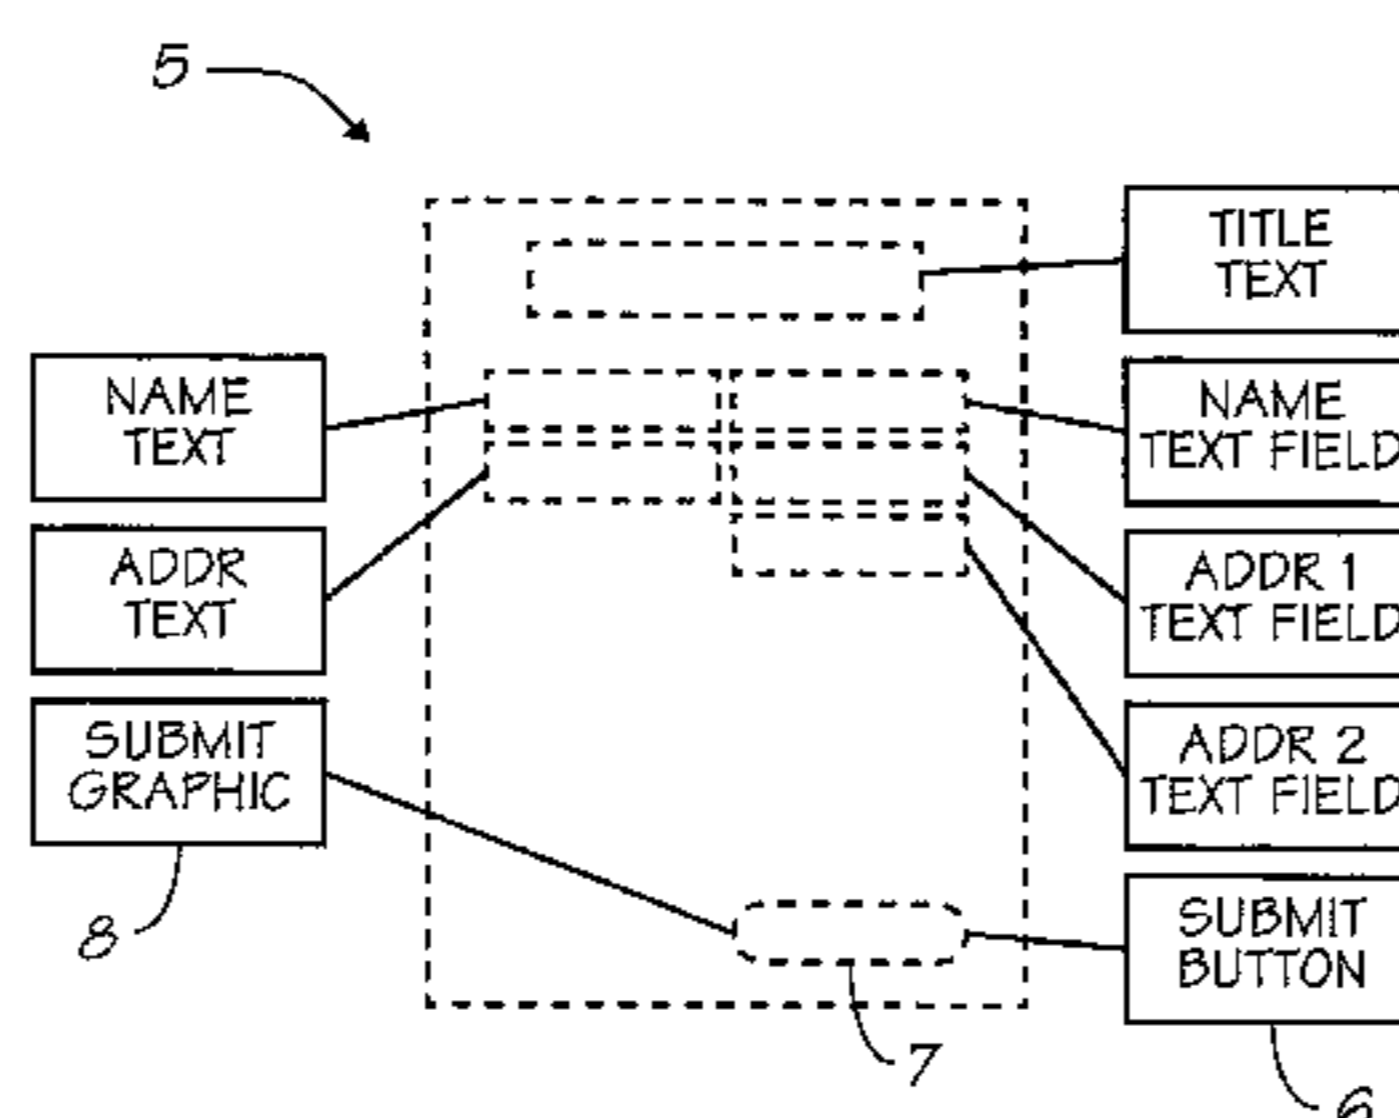 5
TITLE
TEXT
NAME
TEXT
NAME
TEXT FIELD
ADDR
TEXT
ADDR 1
TEXT FIELD
SUBMIT
GRAPHIC
ADDR 2
TEXT FIELD
8
SUBMIT
BUTTON
7
6